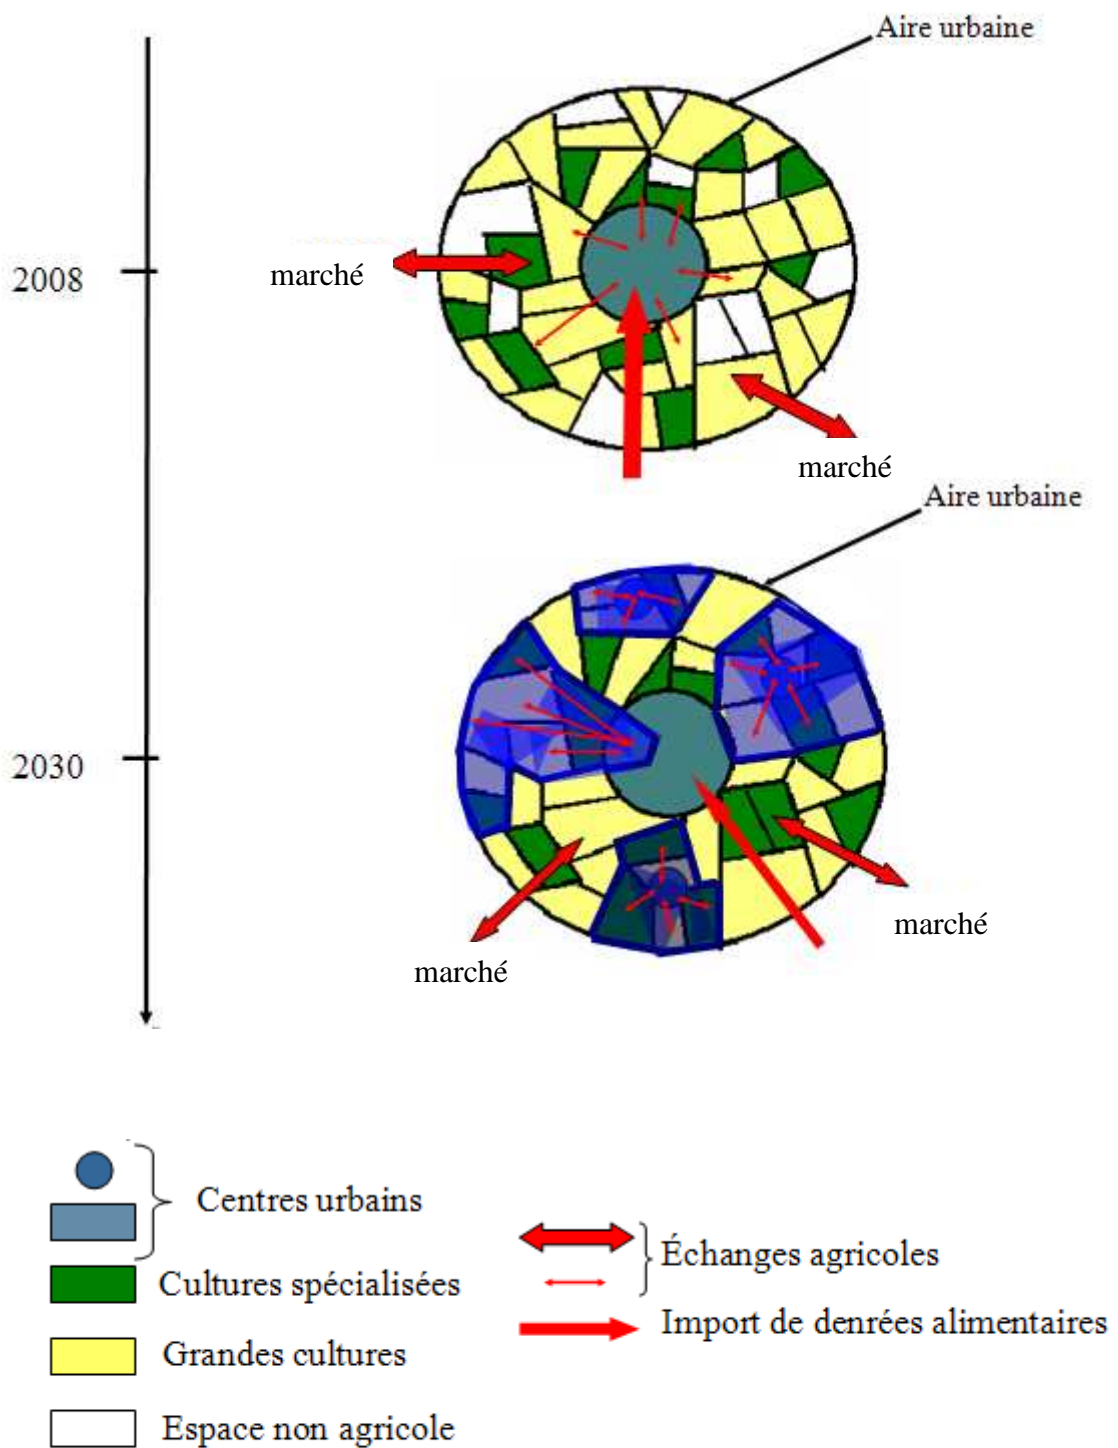 Aire urbaine
2008
marché
marché
Aire urbaine
2030
marché
marché
Centres urbains
Cultures spécialisées
Grandes cultures
Espace non agricole
Échanges agricoles
Import de denrées alimentaires